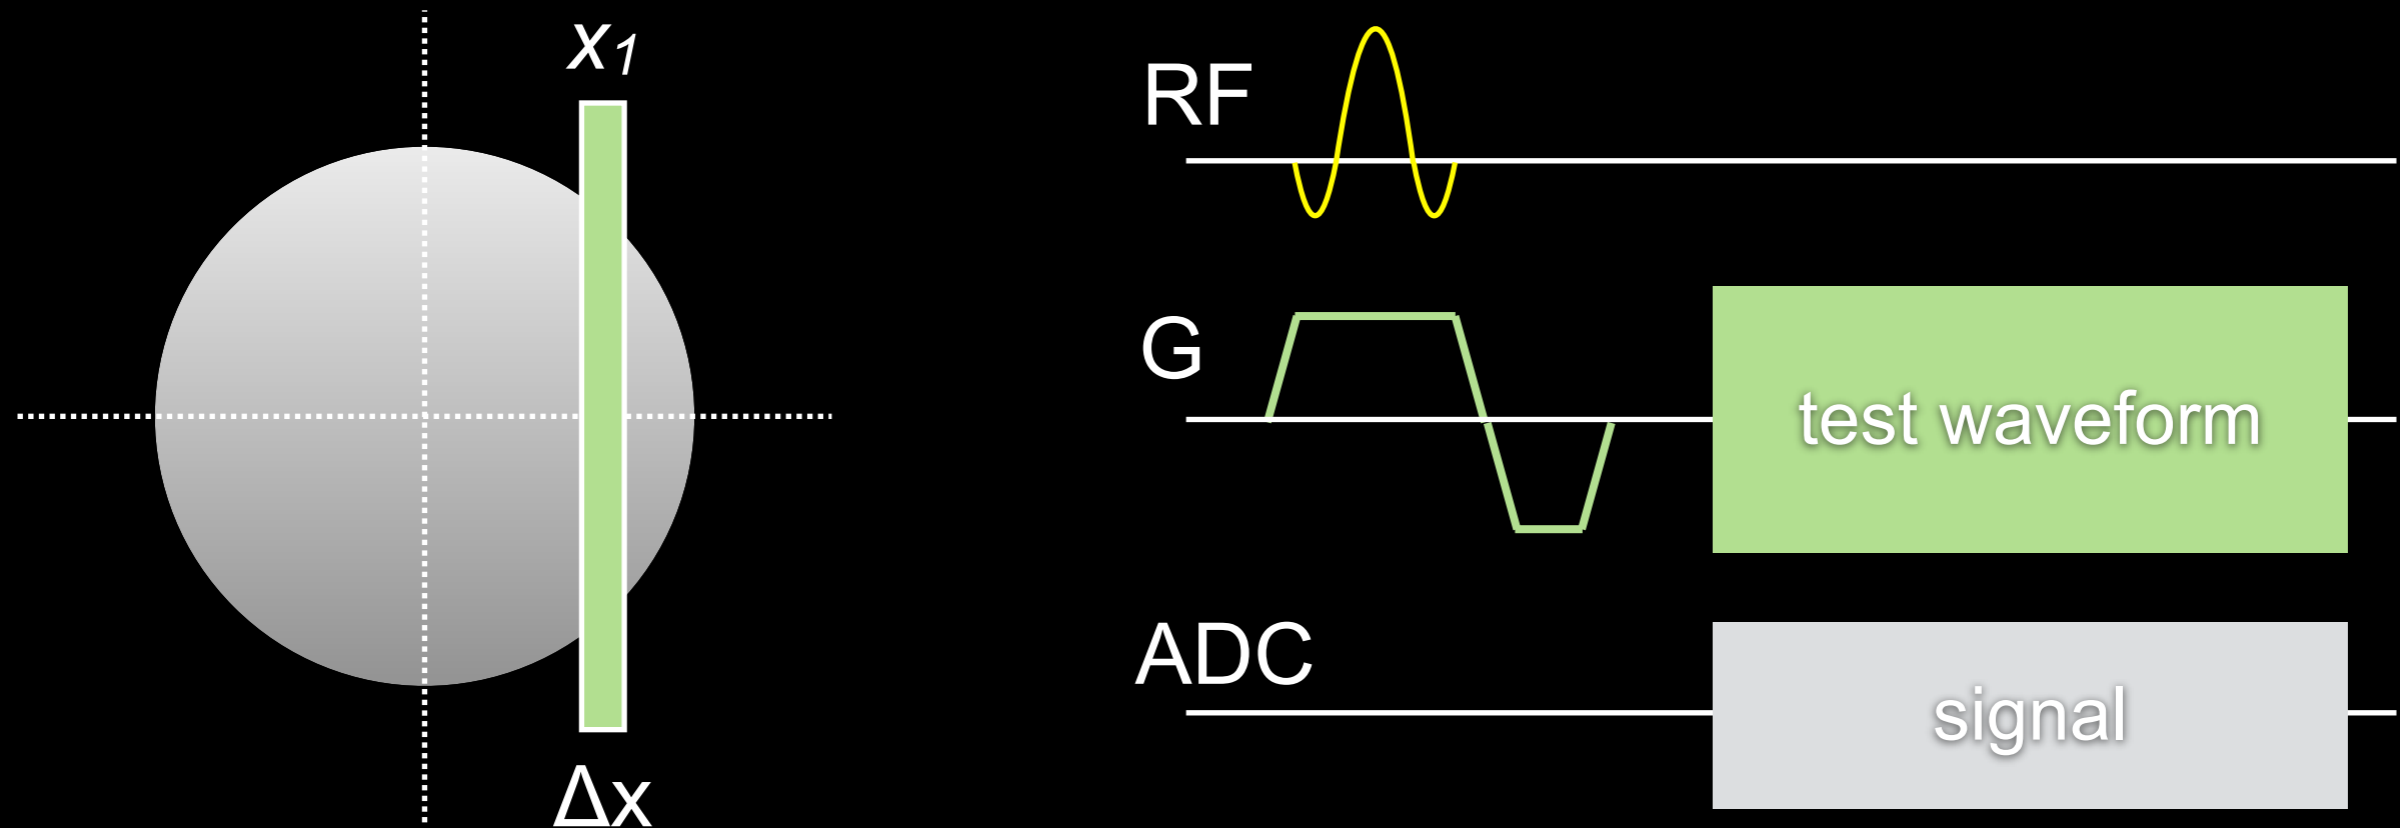 x₁
Δx
RF
G
test waveform
ADC
signal